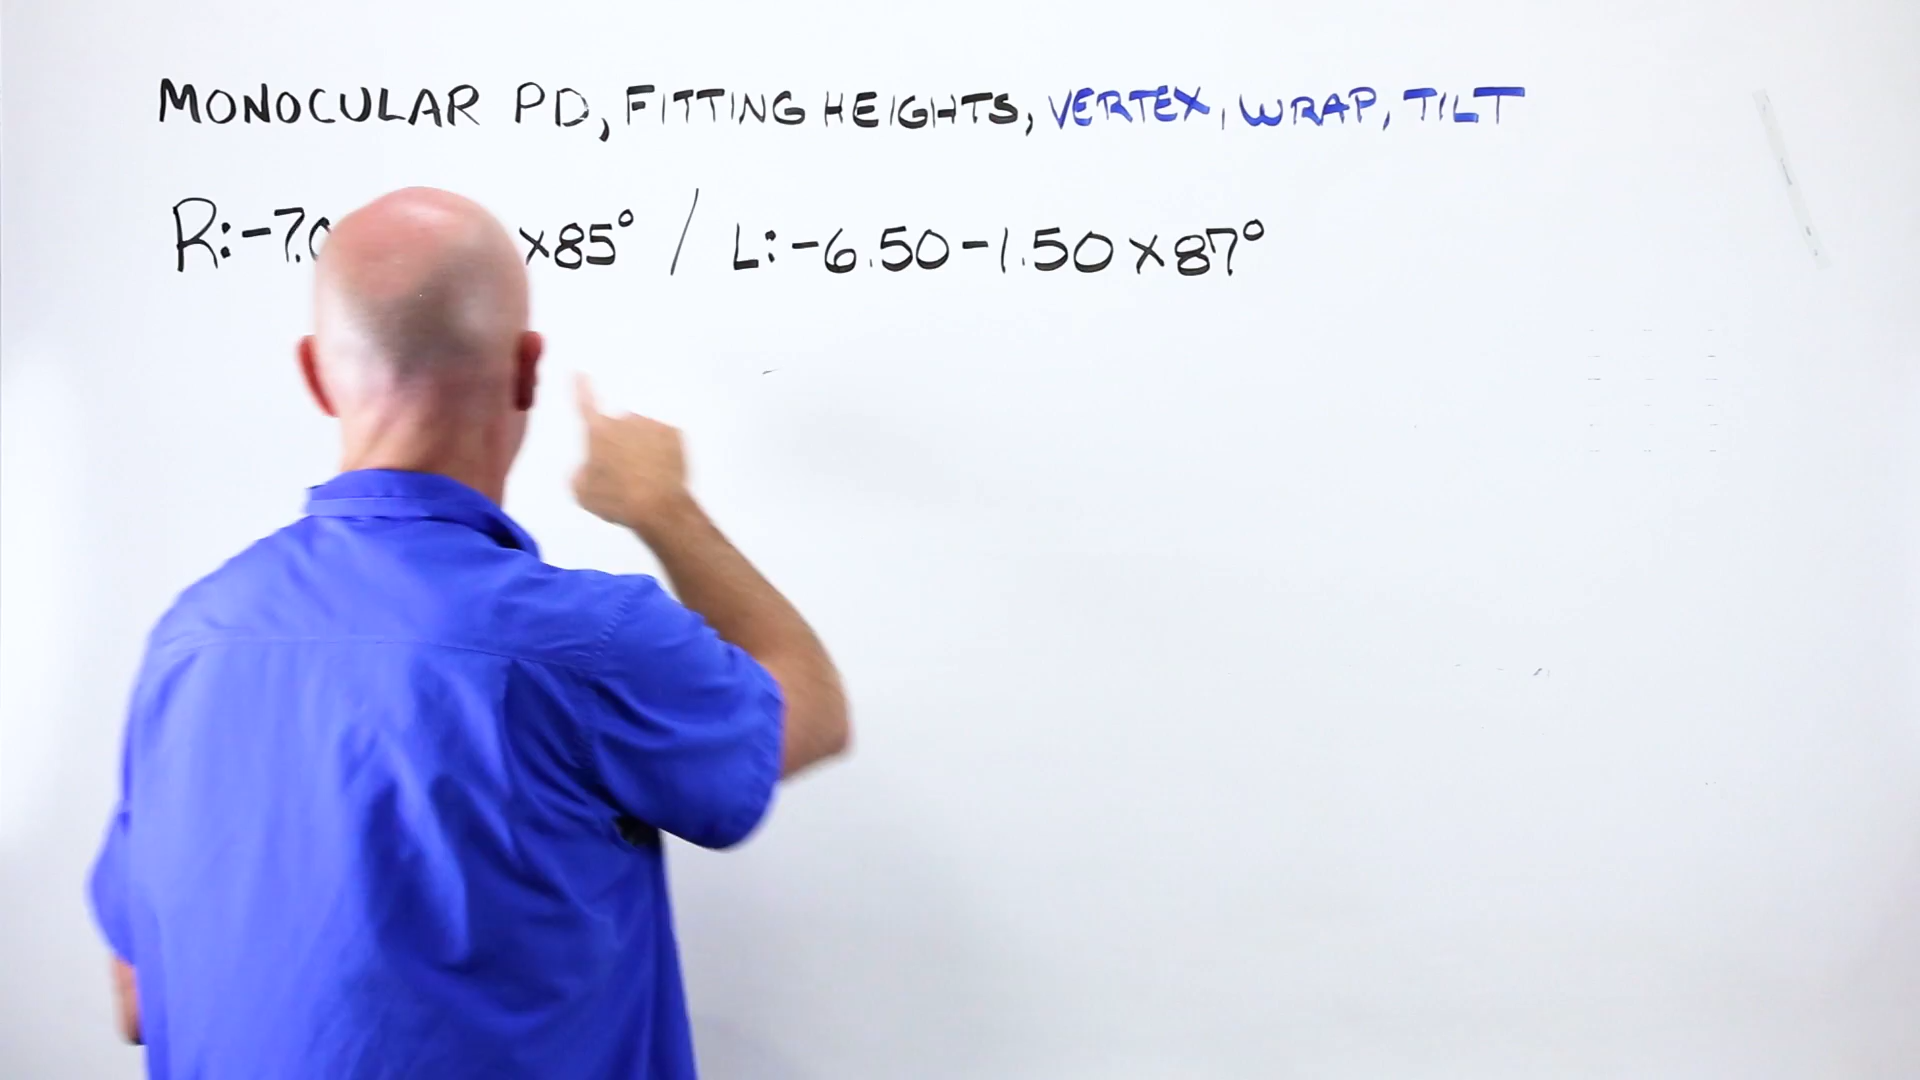 MONOCULAR PD, FITTING HEIGHTS, VERTEX, WRAP, TILT
R: -7.0 x85° / L: -6.50 -1.50 x 87°